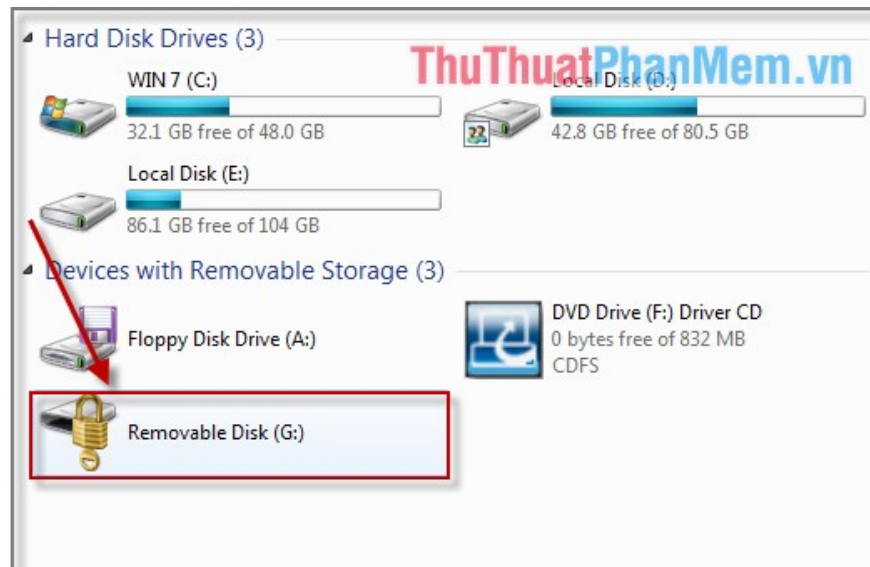 Hard Disk Drives (3)
ThuThuatPhanMem.vn
WIN 7 (C:)
32.1 GB free of 48.0 GB
Local Disk (D:)
42.8 GB free of 80.5 GB
Local Disk (E:)
86.1 GB free of 104 GB
Devices with Removable Storage (3)
Floppy Disk Drive (A:)
DVD Drive (F:) Driver CD
0 bytes free of 832 MB
CDFS
Removable Disk (G:)